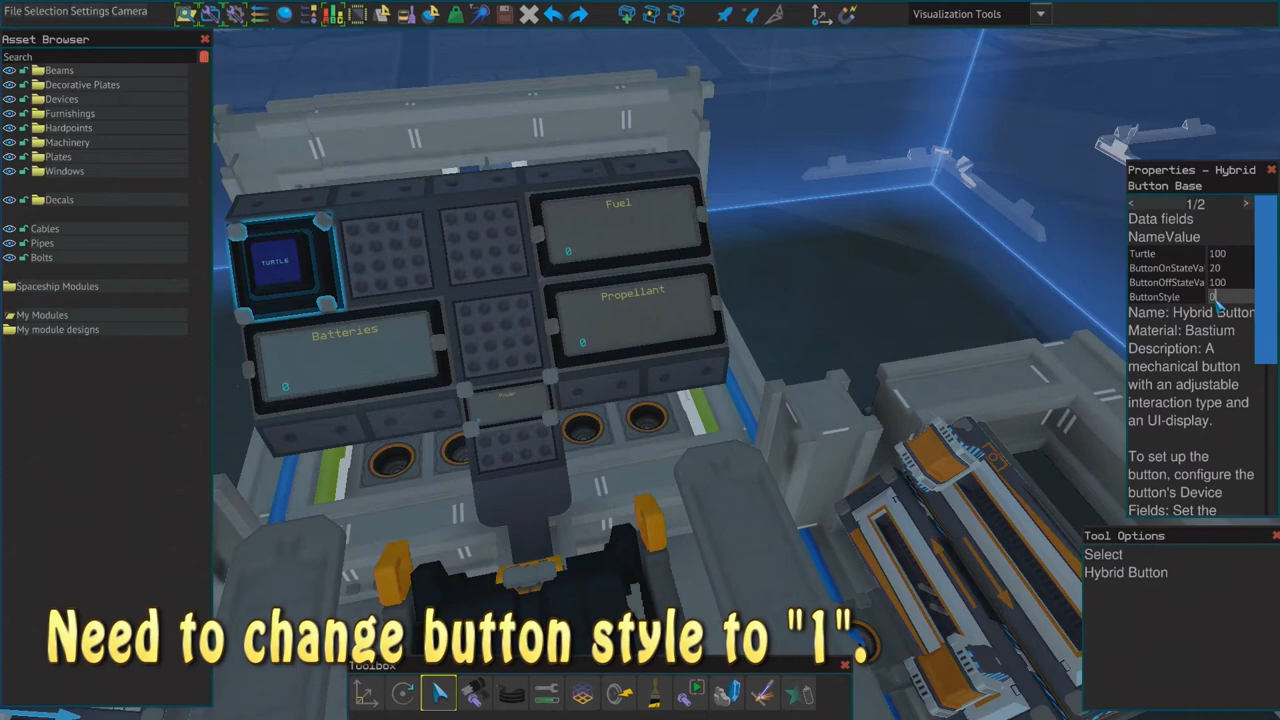 File Selection Settings Camera
Visualization Tools
Asset Browser
Search
Beams
Decorative Plates
Devices
Furnishings
Hardpoints
Machinery
Plates
Windows
Decals
Cables
Pipes
Bolts
Spaceship Modules
My Modules
My module designs
TURTLE
Batteries
0
Fuel
0
Propellant
0
Power
Properties - Hybrid
Button Base
< 1/2 >
Data fields
NameValue
Turtle 100
ButtonOnStateVa 20
ButtonOffStateVa 100
ButtonStyle 0
Name: Hybrid Button
Material: Bastium
Description: A
mechanical button
with an adjustable
interaction type and
an UI-display.
To set up the
button, configure the
button's Device
Fields: Set the
Tool Options
Select
Hybrid Button
Need to change button style to "1".
Toolbox